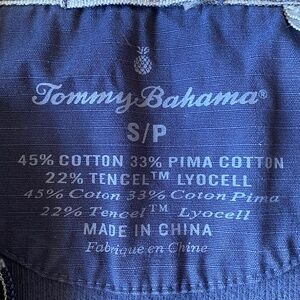 Tommy Bahama®
S/P
45% COTTON 33% PIMA COTTON
22% TENCEL™ LYOCELL
45% Coton 33% Coton Pima
22% Tencel™ Lyocell
MADE IN CHINA
Fabrique en Chine